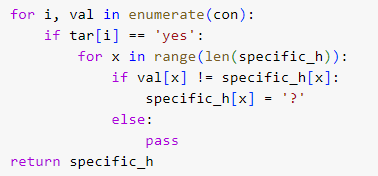 for i, val in enumerate(con):
    if tar[i] == 'yes':
        for x in range(len(specific_h)):
            if val[x] != specific_h[x]:
                specific_h[x] = '?'
            else:
                pass
return specific_h